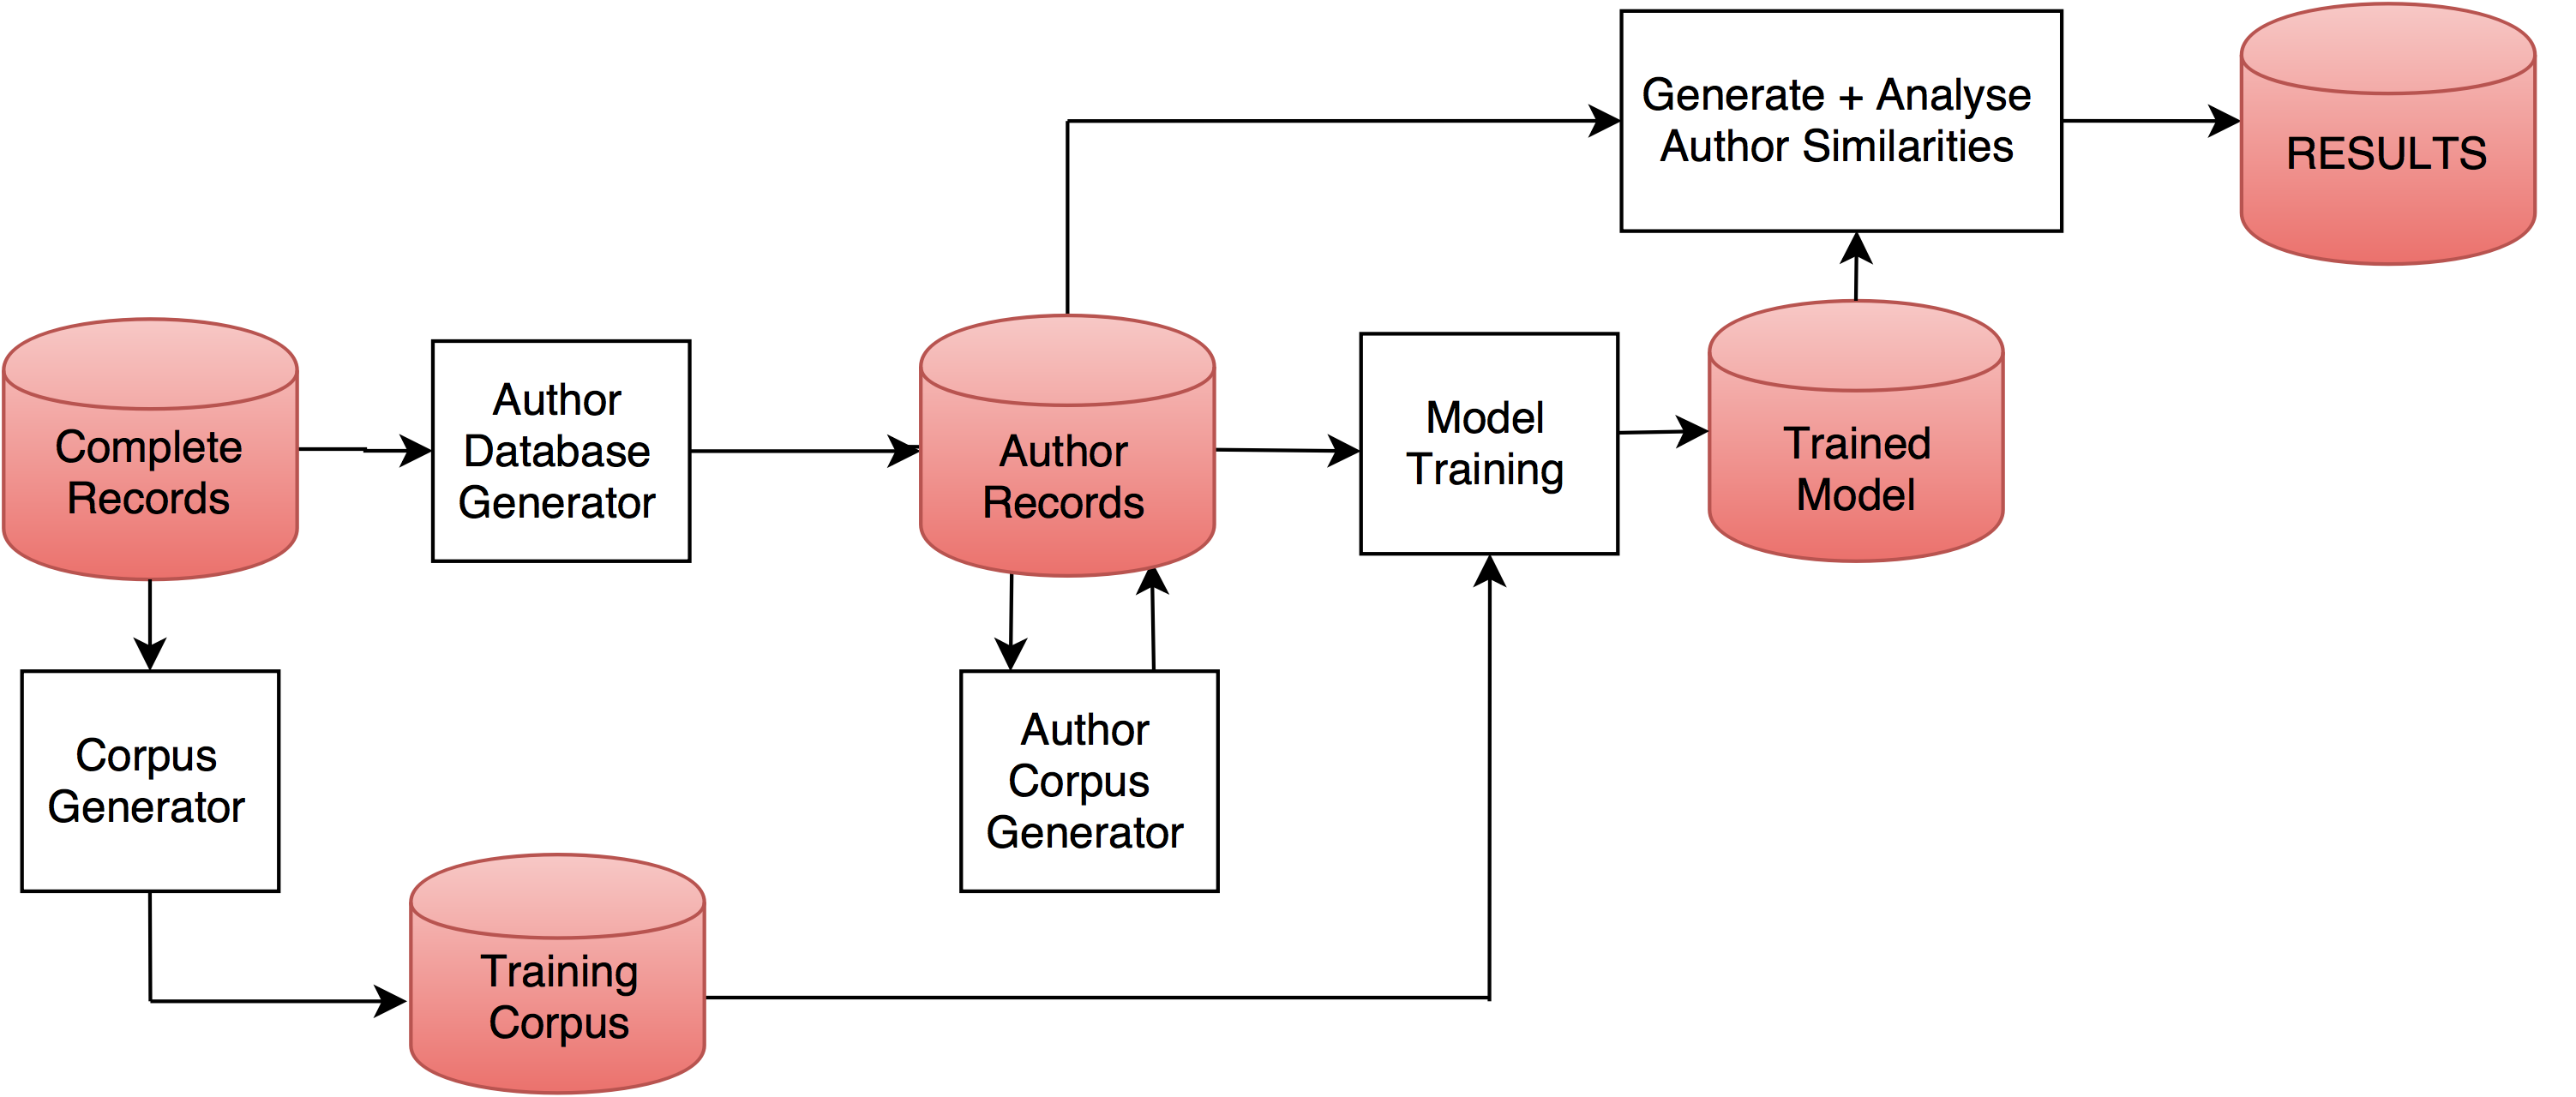 Generate + Analyse
Author Similarities
RESULTS
Complete
Records
Author
Database
Generator
Author
Records
Model
Training
Trained
Model
Corpus
Generator
Author
Corpus
Generator
Training
Corpus